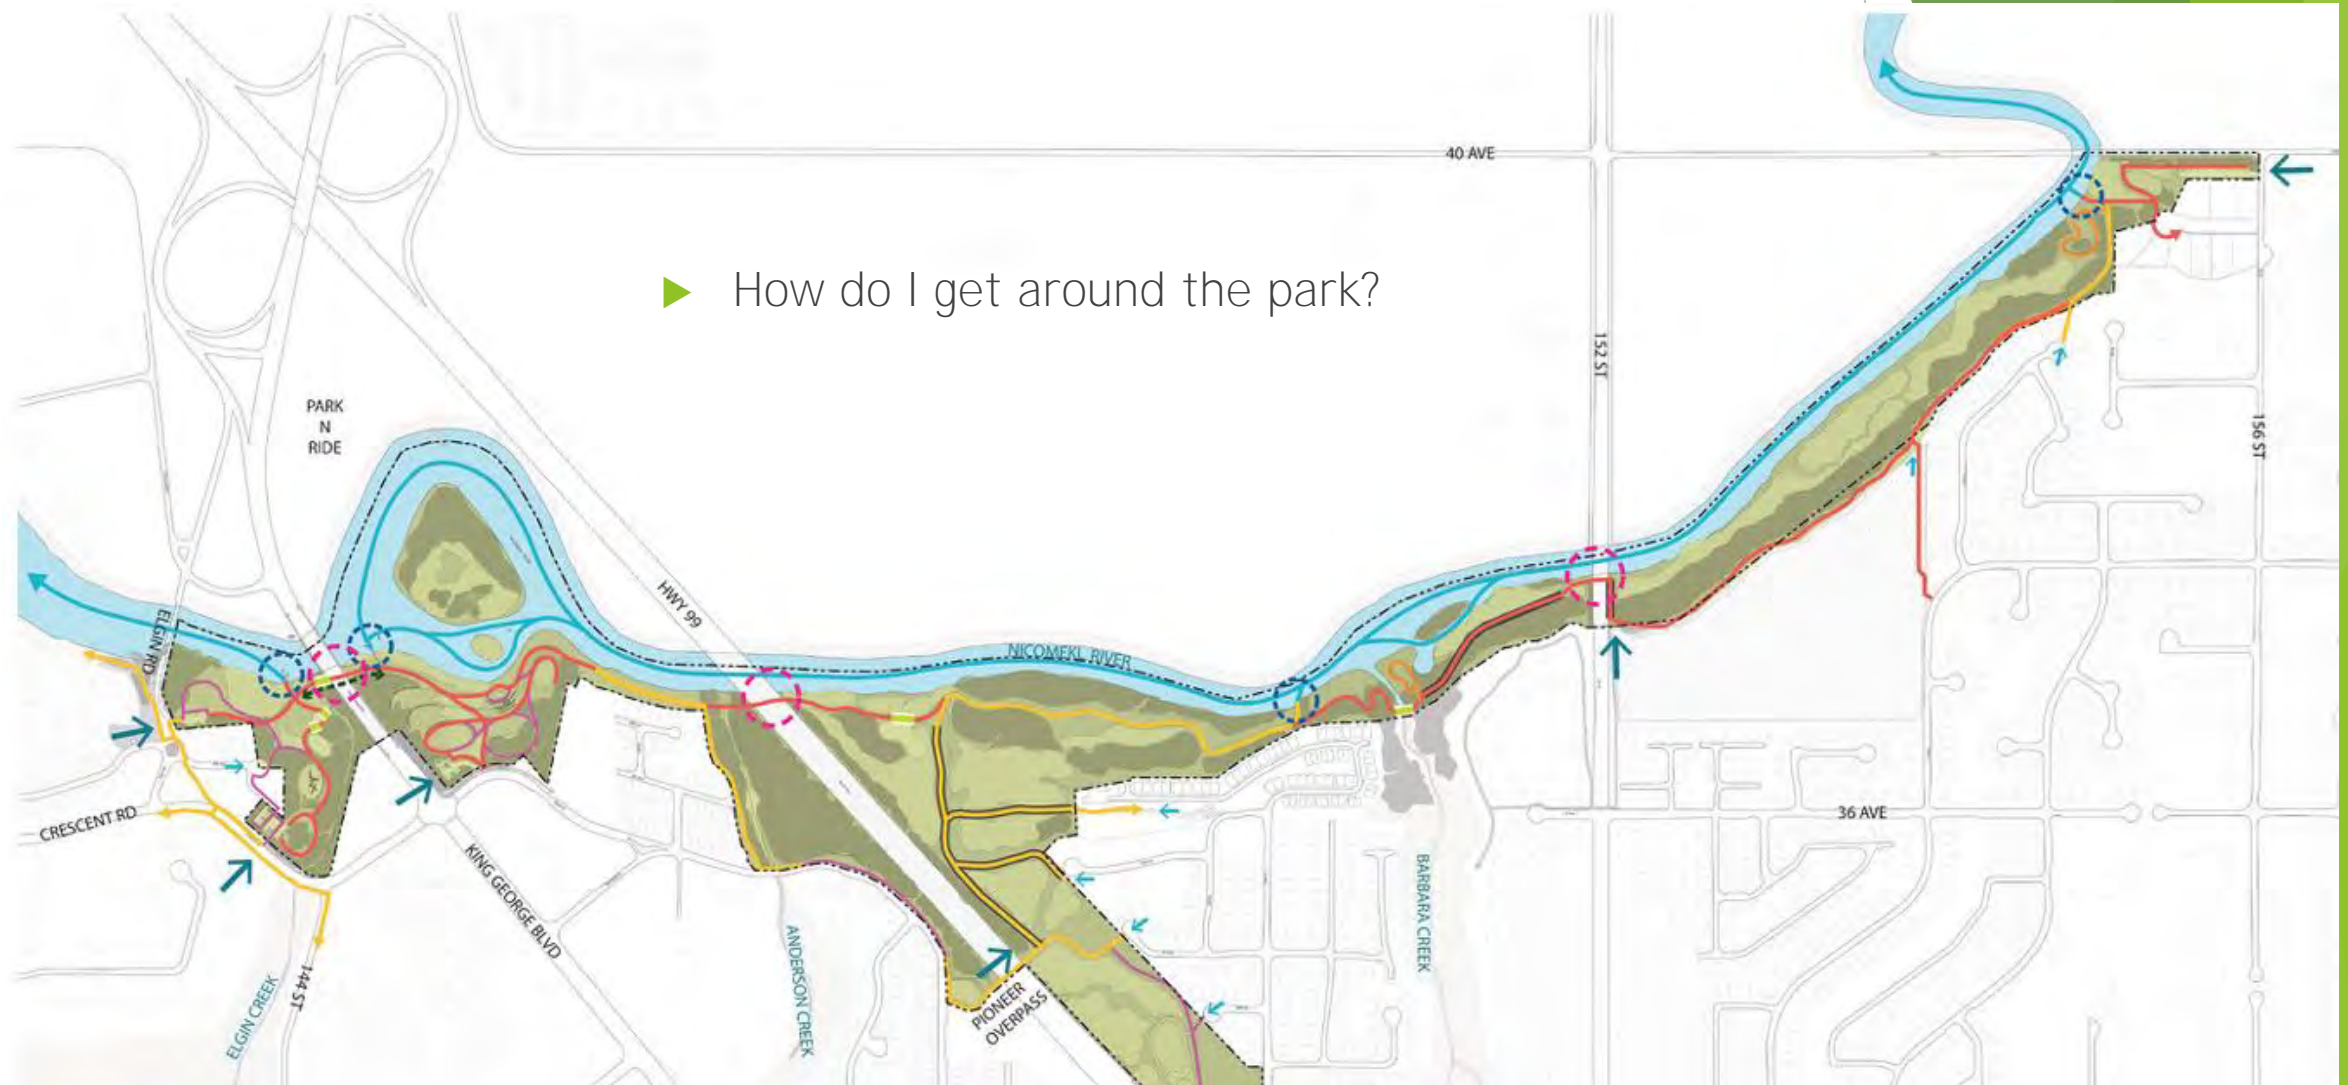 40 AVE
How do I get around the park?
152 ST
PARK
N
RIDE
156 ST
HWY 99
ELGIN RD
NICOMEKL RIVER
CRESCENT RD
36 AVE
KING GEORGE BLVD
BARBARA CREEK
ANDERSON CREEK
144 ST
ELGIN CREEK
PIONEER
OVERPASS